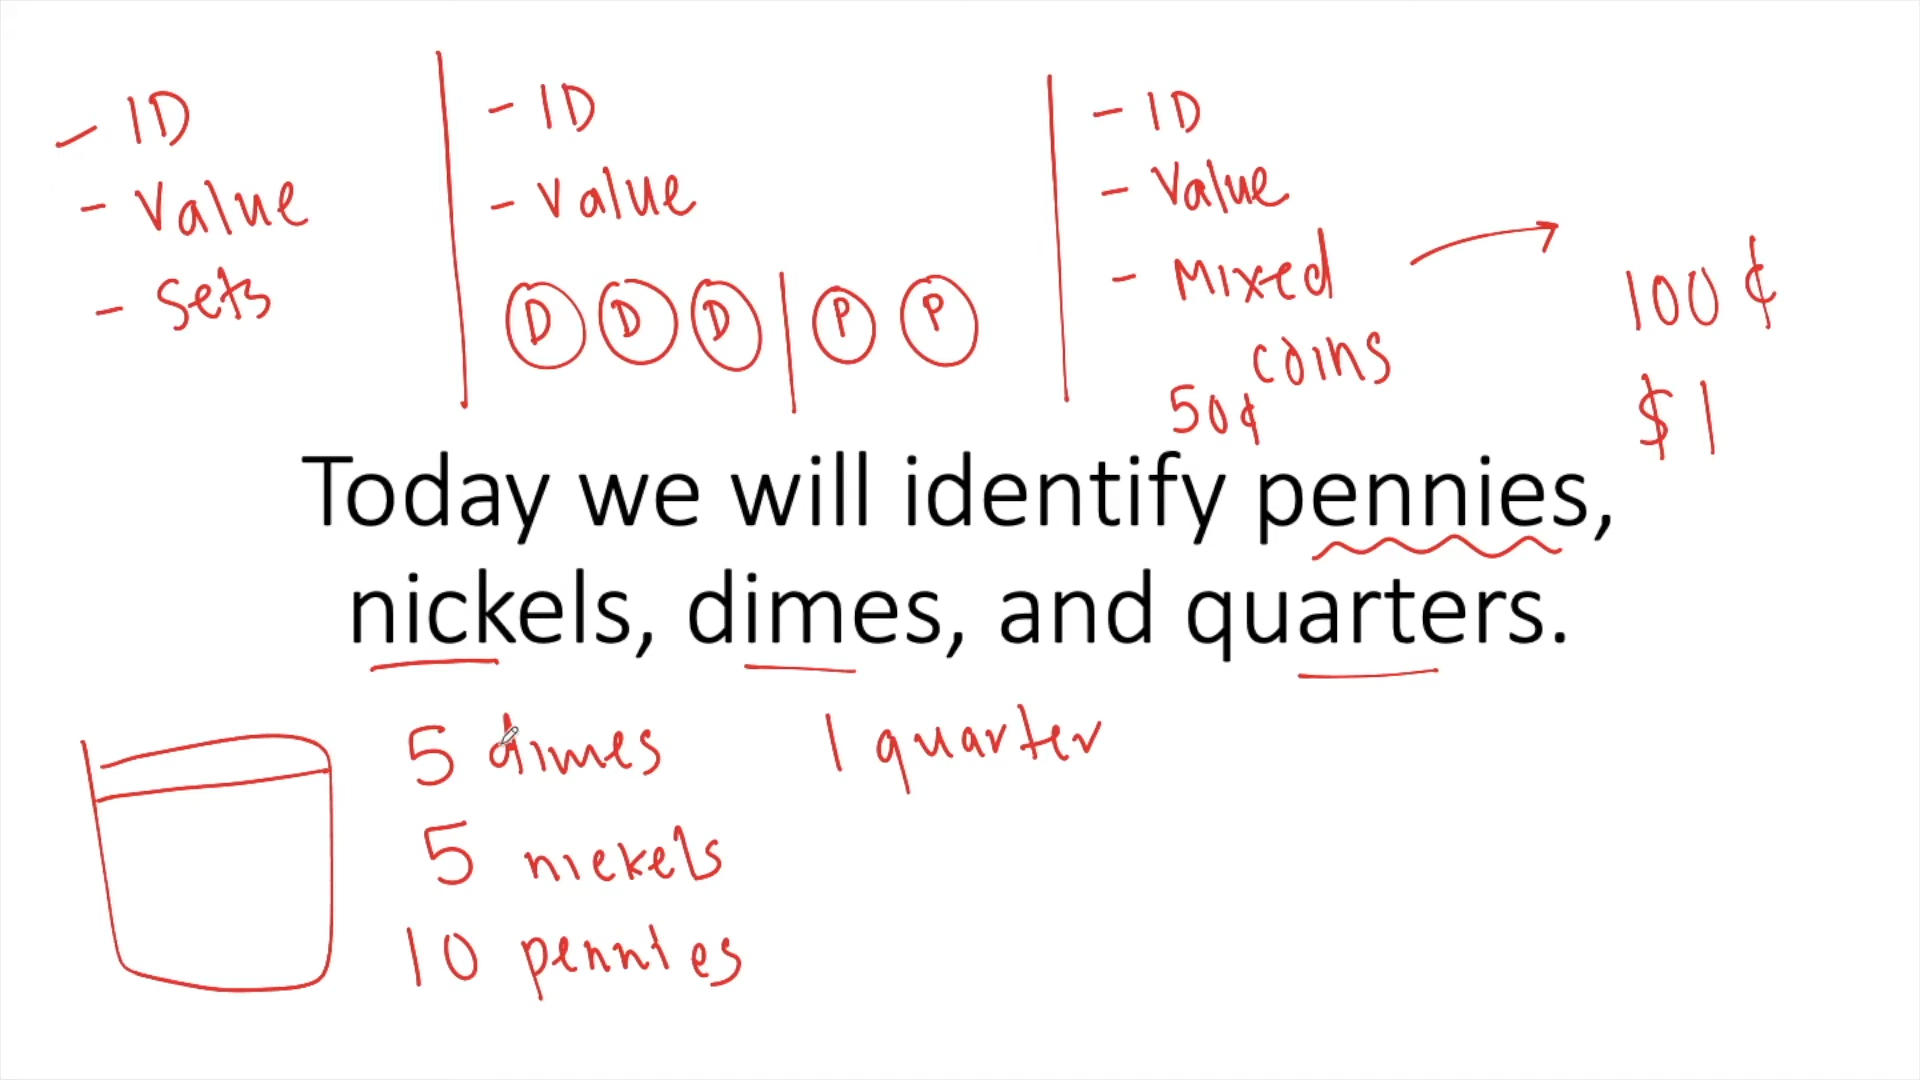 - ID
- Value
- Sets
- ID
- Value
D D D | P P
- ID
- Value
- Mixed
coins
50¢
100¢
$1
Today we will identify pennies,
nickels, dimes, and quarters.
5 dimes 1 quarter
5 nickels
10 pennies